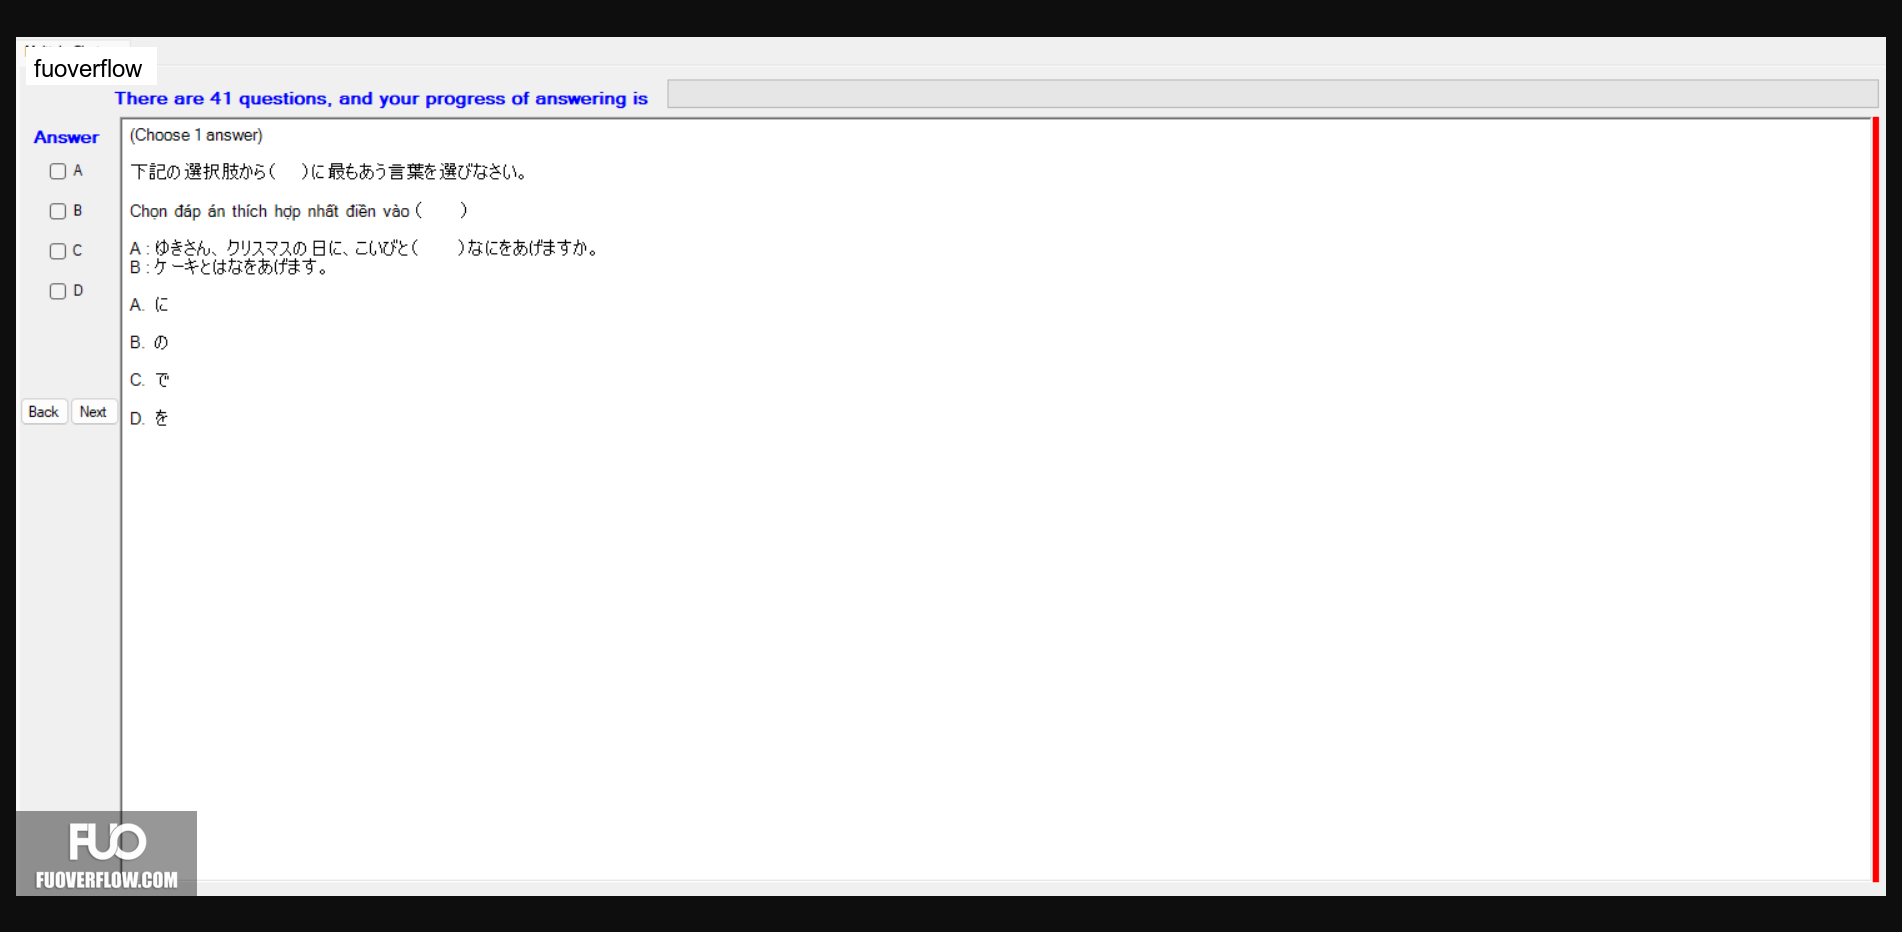 fuoverflow
There are 41 questions, and your progress of answering is
Answer
(Choose 1 answer)
A
下記の選択肢から( )に最もあう言葉を選びなさい。
B
Chọn đáp án thích hợp nhất điền vào ( )
C
A : ゆきさん、クリスマスの日に、こいびと( )なにをあげますか。
B : ケーキとはなをあげます。
D
A. に
B. の
C. で
D. を
Back Next
FUO
FUOVERFLOW.COM